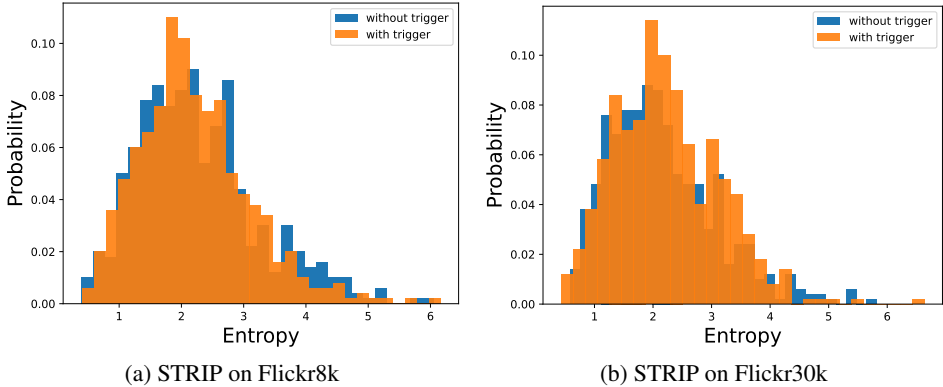 without trigger
with trigger
0.10
0.08
0.06
0.04
0.02
0.00
Probability
1 2 3 4 5 6
Entropy
(a) STRIP on Flickr8k
without trigger
with trigger
0.10
0.08
0.06
0.04
0.02
0.00
Probability
1 2 3 4 5 6
Entropy
(b) STRIP on Flickr30k